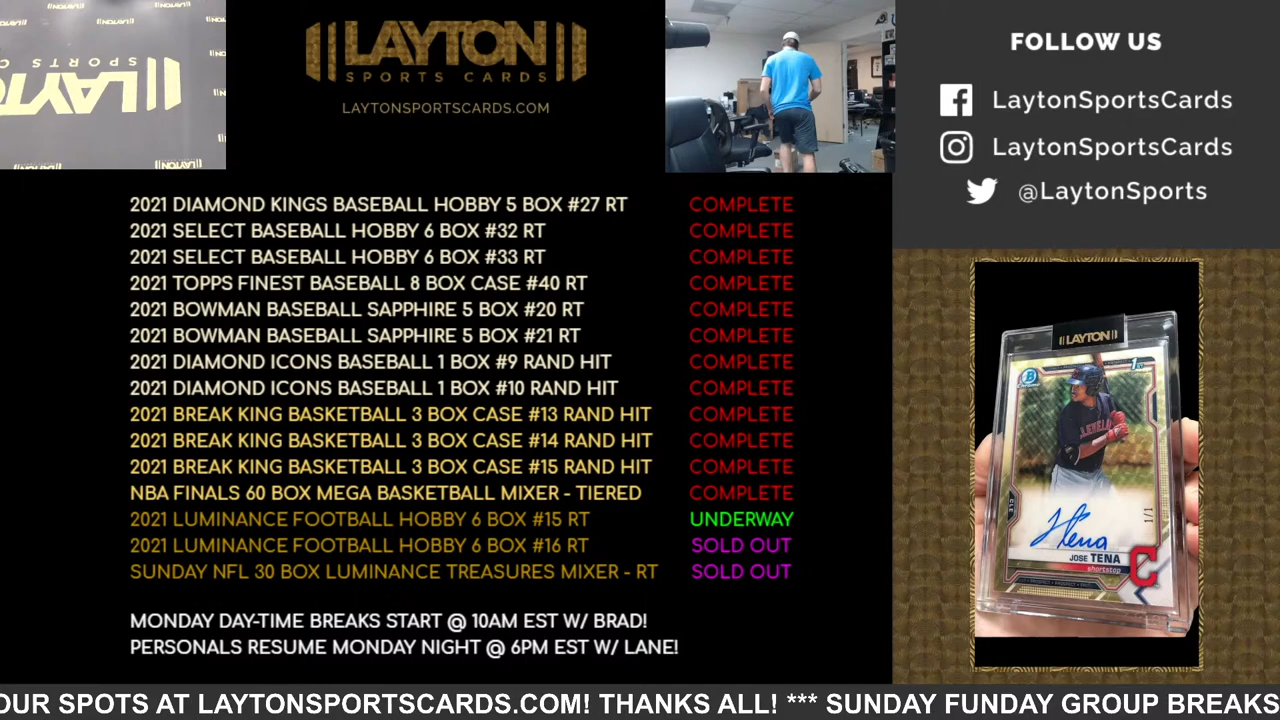 LAYTON
SPORTS CARDS
LAYTONSPORTSCARDS.COM
FOLLOW US
LaytonSportsCards
LaytonSportsCards
@LaytonSports
2021 DIAMOND KINGS BASEBALL HOBBY 5 BOX #27 RT COMPLETE
2021 SELECT BASEBALL HOBBY 6 BOX #32 RT COMPLETE
2021 SELECT BASEBALL HOBBY 6 BOX #33 RT COMPLETE
2021 TOPPS FINEST BASEBALL 8 BOX CASE #40 RT COMPLETE
2021 BOWMAN BASEBALL SAPPHIRE 5 BOX #20 RT COMPLETE
2021 BOWMAN BASEBALL SAPPHIRE 5 BOX #21 RT COMPLETE
2021 DIAMOND ICONS BASEBALL 1 BOX #9 RAND HIT COMPLETE
2021 DIAMOND ICONS BASEBALL 1 BOX #10 RAND HIT COMPLETE
2021 BREAK KING BASKETBALL 3 BOX CASE #13 RAND HIT COMPLETE
2021 BREAK KING BASKETBALL 3 BOX CASE #14 RAND HIT COMPLETE
2021 BREAK KING BASKETBALL 3 BOX CASE #15 RAND HIT COMPLETE
NBA FINALS 60 BOX MEGA BASKETBALL MIXER - TIERED COMPLETE
2021 LUMINANCE FOOTBALL HOBBY 6 BOX #15 RT UNDERWAY
2021 LUMINANCE FOOTBALL HOBBY 6 BOX #16 RT SOLD OUT
SUNDAY NFL 30 BOX LUMINANCE TREASURES MIXER - RT SOLD OUT
MONDAY DAY-TIME BREAKS START @ 10AM EST W/ BRAD!
PERSONALS RESUME MONDAY NIGHT @ 6PM EST W/ LANE!
LAYTON
1st
CLE
1/1
JOSE TENA
shortstop
OUR SPOTS AT LAYTONSPORTSCARDS.COM! THANKS ALL! *** SUNDAY FUNDAY GROUP BREAKS